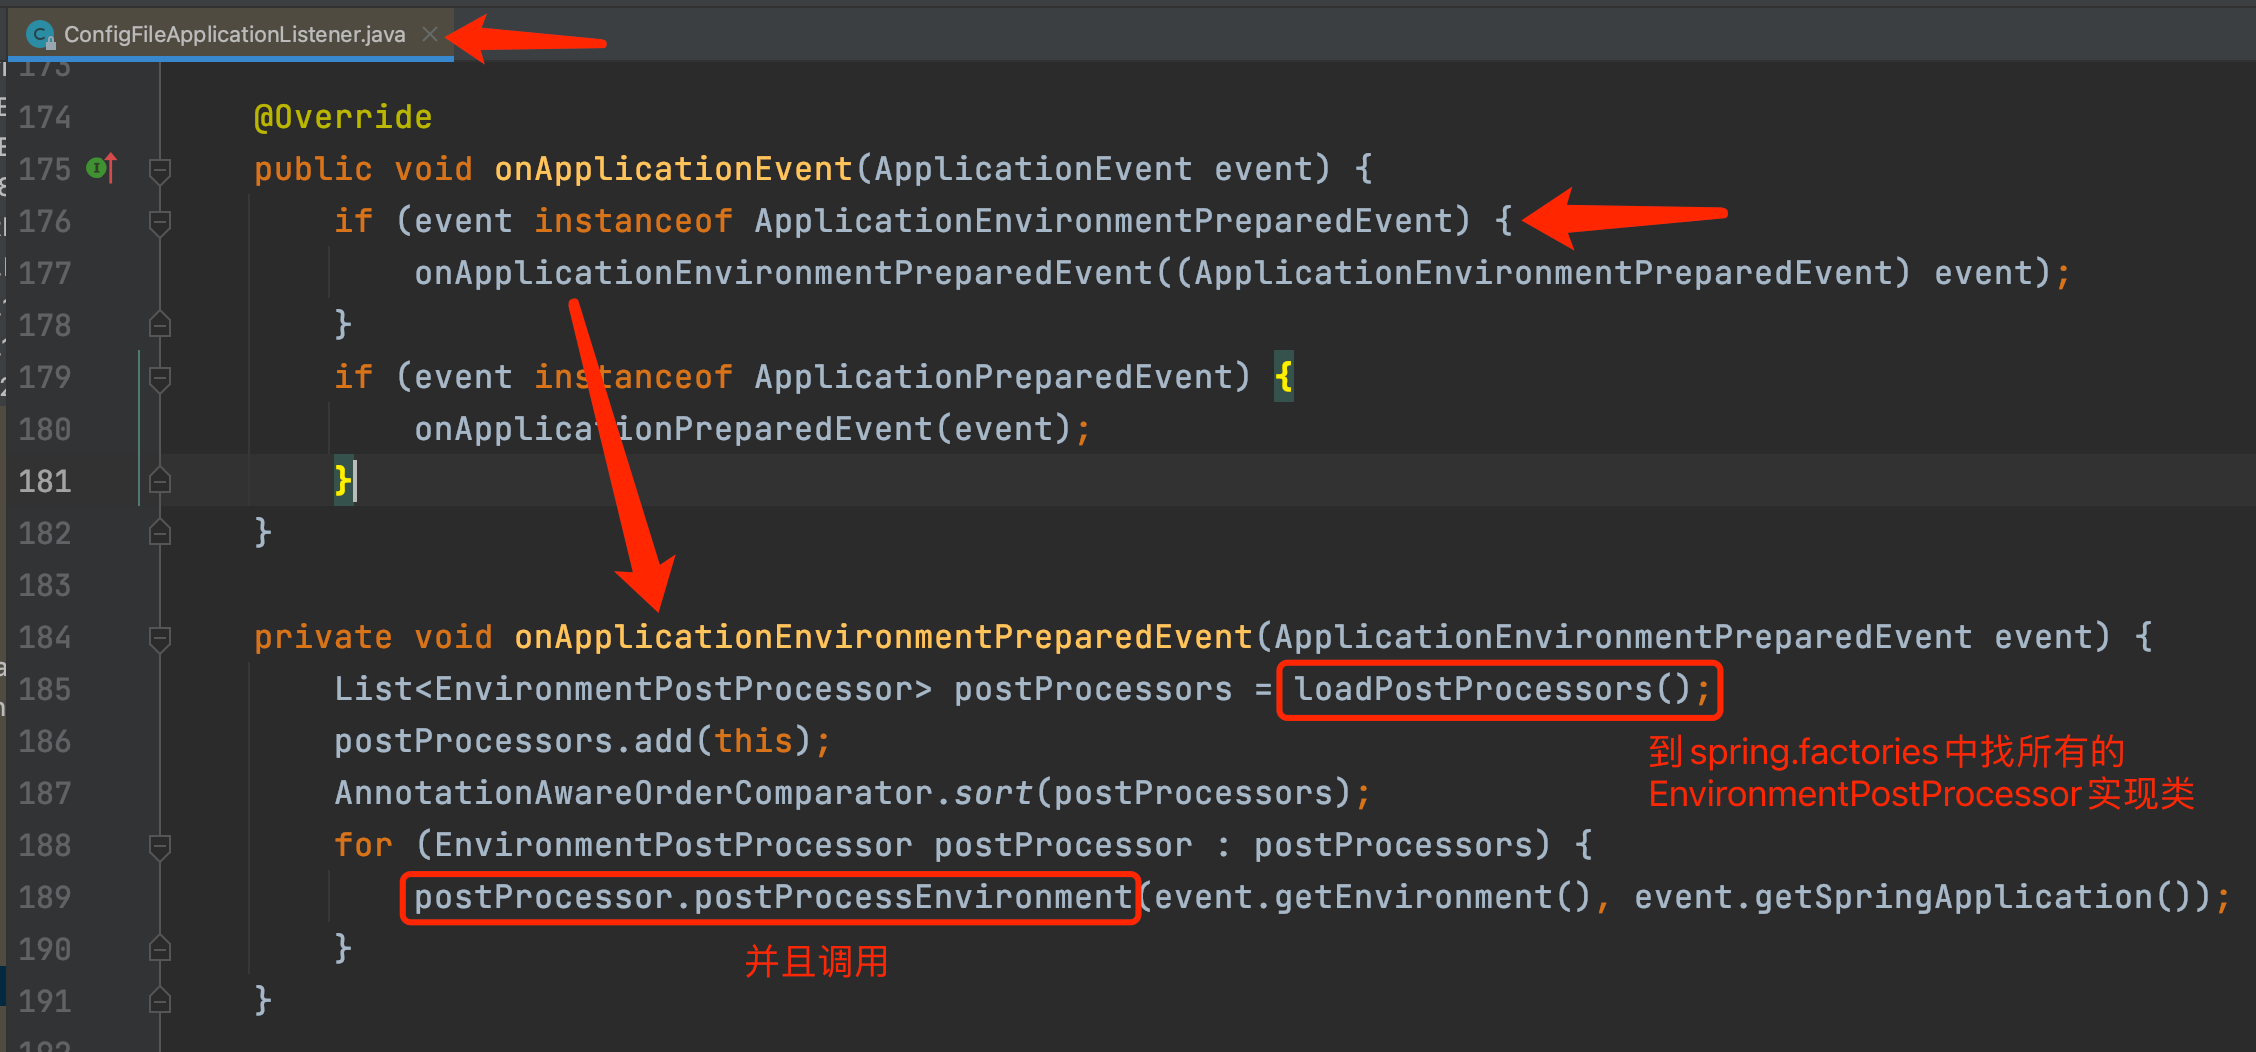 ConfigFileApplicationListener.java
173
174 @Override
175 public void onApplicationEvent(ApplicationEvent event) {
176 if (event instanceof ApplicationEnvironmentPreparedEvent) {
177 onApplicationEnvironmentPreparedEvent((ApplicationEnvironmentPreparedEvent) event);
178 }
179 if (event instanceof ApplicationPreparedEvent) {
180 onApplicationPreparedEvent(event);
181 }
182 }
183
184 private void onApplicationEnvironmentPreparedEvent(ApplicationEnvironmentPreparedEvent event) {
185 List<EnvironmentPostProcessor> postProcessors = loadPostProcessors();
186 postProcessors.add(this);
到spring.factories中找所有的
187 AnnotationAwareOrderComparator.sort(postProcessors);
EnvironmentPostProcessor实现类
188 for (EnvironmentPostProcessor postProcessor : postProcessors) {
189 postProcessor.postProcessEnvironment(event.getEnvironment(), event.getSpringApplication());
190 }
并且调用
191 }
192